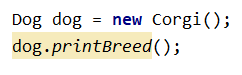 Dog dog = new Corgi();
dog.printBreed();